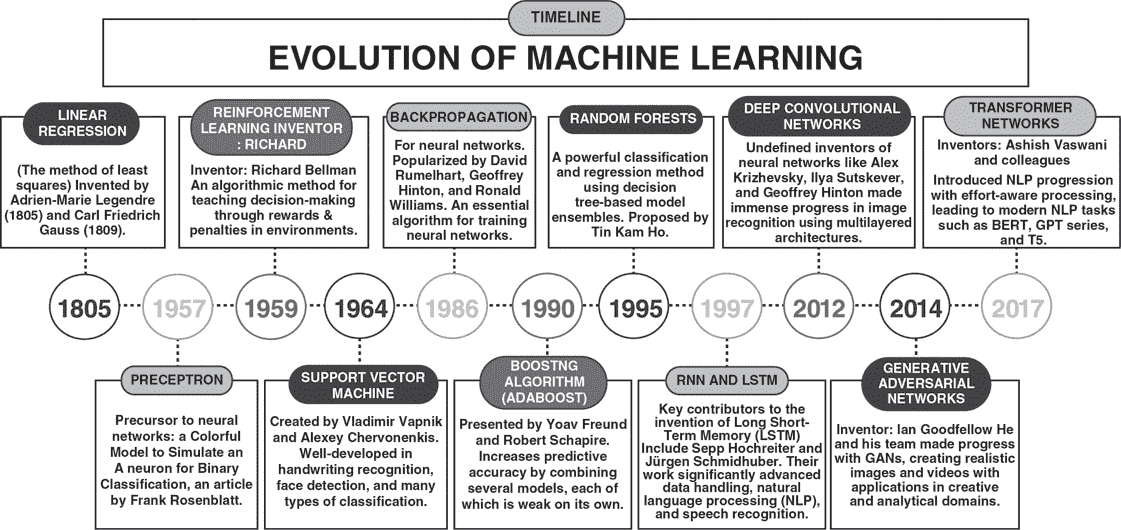 TIMELINE
EVOLUTION OF MACHINE LEARNING
LINEAR
REGRESSION
(The method of least
squares) Invented by
Adrien-Marie Legendre
(1805) and Carl Friedrich
Gauss (1809).
REINFORCEMENT
LEARNING INVENTOR
: RICHARD
Inventor: Richard Bellman
An algorithmic method for
teaching decision-making
through rewards &
penalties in environments.
BACKPROPAGATION
For neural networks.
Popularized by David
Rumelhart, Geoffrey
Hinton, and Ronald
Williams. An essential
algorithm for training
neural networks.
RANDOM FORESTS
A powerful classification
and regression method
using decision
tree-based model
ensembles. Proposed by
Tin Kam Ho.
DEEP CONVOLUTIONAL
NETWORKS
Undefined inventors of
neural networks like Alex
Krizhevsky, Ilya Sutskever,
and Geoffrey Hinton made
immense progress in image
recognition using multilayered
architectures.
TRANSFORMER
NETWORKS
Inventors: Ashish Vaswani
and colleagues
Introduced NLP progression
with effort-aware processing,
leading to modern NLP tasks
such as BERT, GPT series,
and T5.
1805
1957
1959
1964
1986
1990
1995
1997
2012
2014
2017
PRECEPTRON
Precursor to neural
networks: a Colorful
Model to Simulate an
A neuron for Binary
Classification, an article
by Frank Rosenblatt.
SUPPORT VECTOR
MACHINE
Created by Vladimir Vapnik
and Alexey Chervonenkis.
Well-developed in
handwriting recognition,
face detection, and many
types of classification.
BOOSTNG
ALGORITHM
(ADABOOST)
Presented by Yoav Freund
and Robert Schapire.
Increases predictive
accuracy by combining
several models, each of
which is weak on its own.
RNN AND LSTM
Key contributors to the
invention of Long Short-
Term Memory (LSTM)
Include Sepp Hochreiter and
Jürgen Schmidhuber. Their
work significantly advanced
data handling, natural
language processing (NLP),
and speech recognition.
GENERATIVE
ADVERSARIAL
NETWORKS
Inventor: Ian Goodfellow He
and his team made progress
with GANs, creating realistic
images and videos with
applications in creative
and analytical domains.